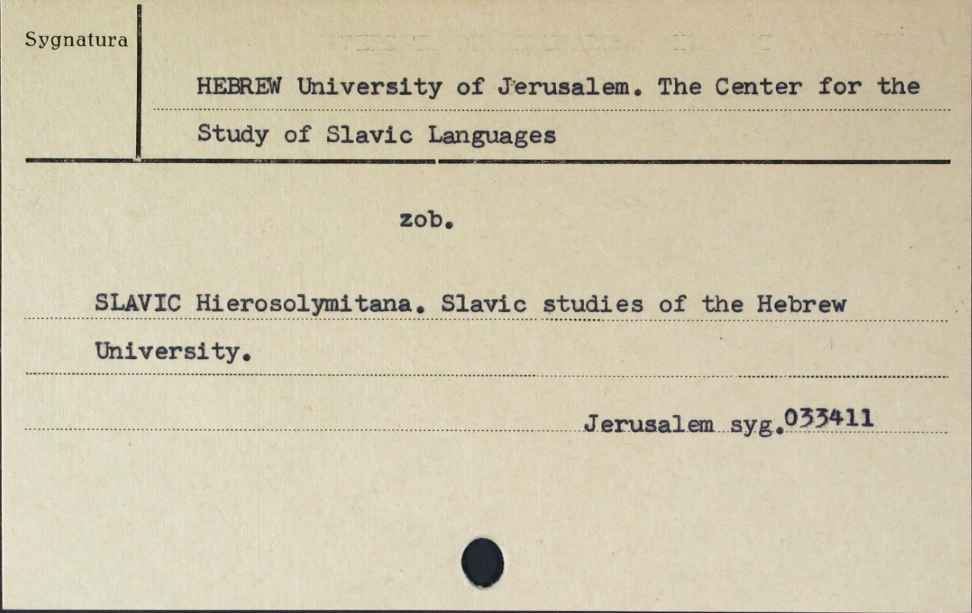 Sygnatura
HEBREW University of Jerusalem. The Center for the
Study of Slavic Languages
zob.
SLAVIC Hierosolymitana. Slavic studies of the Hebrew
University.
Jerusalem syg.033411